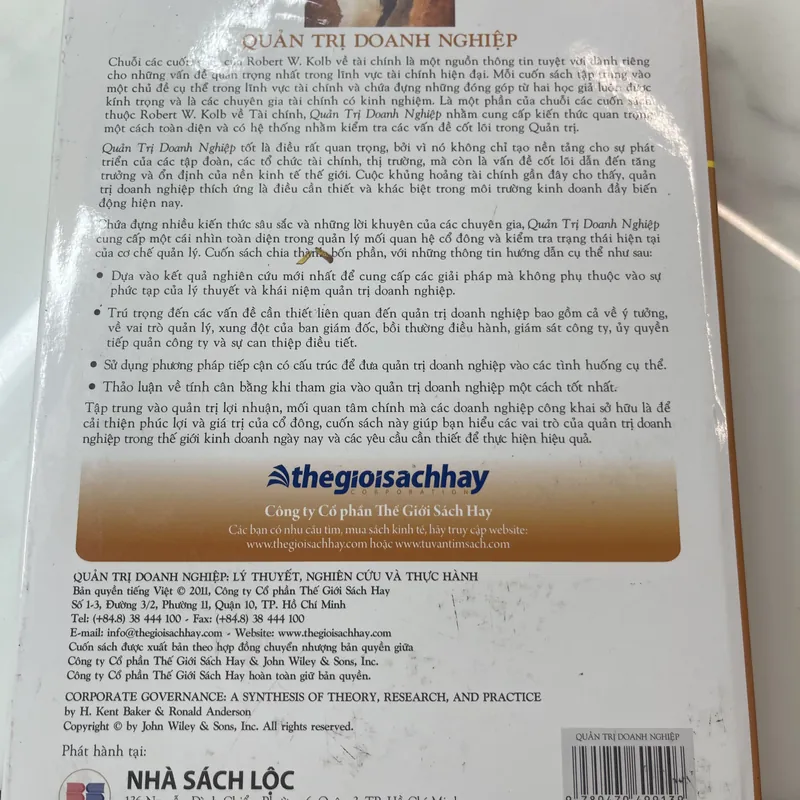 QUẢN TRỊ DOANH NGHIỆP
Chuỗi các cuốn của Robert W. Kolb về tài chính là một nguồn thông tin tuyệt vời dành riêng
cho những vấn đề quan trọng nhất trong lĩnh vực tài chính hiện đại. Mỗi cuốn sách tập trung vào
một chủ đề cụ thể trong lĩnh vực tài chính và chứa đựng những đóng góp từ hai học giả luôn được
kính trọng và là các chuyên gia tài chính có kinh nghiệm. Là một phần của chuỗi các cuốn sách
thuộc Robert W. Kolb về Tài chính, Quản Trị Doanh Nghiệp nhằm cung cấp kiến thức quan trọng
một cách toàn diện và có hệ thống nhằm kiểm tra các vấn đề cốt lõi trong Quản trị.
Quản Trị Doanh Nghiệp tốt là điều rất quan trọng, bởi vì nó không chỉ tạo nền tảng cho sự phát
triển của các tập đoàn, các tổ chức tài chính, thị trường, mà còn là vấn đề cốt lõi dẫn đến tăng
trưởng và ổn định của nền kinh tế thế giới. Cuộc khủng hoảng tài chính gần đây cho thấy, quản
trị doanh nghiệp thích ứng là điều cần thiết và khác biệt trong môi trường kinh doanh đầy biến
động hiện nay.
Chứa đựng nhiều kiến thức sâu sắc và những lời khuyên của các chuyên gia, Quản Trị Doanh Nghiệp
cung cấp một cái nhìn toàn diện trong quản lý mối quan hệ cổ đông và kiểm tra trạng thái hiện tại
của cơ chế quản lý. Cuốn sách chia thành bốn phần, với những thông tin hướng dẫn cụ thể như sau:
• Dựa vào kết quả nghiên cứu mới nhất để cung cấp các giải pháp mà không phụ thuộc vào sự
phức tạp của lý thuyết và khái niệm quản trị doanh nghiệp.
• Trú trọng đến các vấn đề cần thiết liên quan đến quản trị doanh nghiệp bao gồm cả về ý tưởng,
về vai trò quản lý, xung đột của ban giám đốc, bồi thường điều hành, giám sát công ty, ủy quyền
tiếp quản công ty và sự can thiệp điều tiết.
• Sử dụng phương pháp tiếp cận có cấu trúc để đưa quản trị doanh nghiệp vào các tình huống cụ thể.
• Thảo luận về tính cân bằng khi tham gia vào quản trị doanh nghiệp một cách tốt nhất.
Tập trung vào quản trị lợi nhuận, mối quan tâm chính mà các doanh nghiệp công khai sở hữu là để
cải thiện phúc lợi và giá trị của cổ đông, cuốn sách này giúp bạn hiểu các vai trò của quản trị doanh
nghiệp trong thế giới kinh doanh ngày nay và các yêu cầu cần thiết để thực hiện hiệu quả.
thegioisachhay
CORPORATION
Công ty Cổ phần Thế Giới Sách Hay
Các bạn có nhu cầu tìm, mua sách kinh tế, hãy truy cập website:
www.thegioisachhay.com hoặc www.tuvantimsach.com
QUẢN TRỊ DOANH NGHIỆP: LÝ THUYẾT, NGHIÊN CỨU VÀ THỰC HÀNH
Bản quyền tiếng Việt © 2011, Công ty Cổ phần Thế Giới Sách Hay
Số 1-3, Đường 3/2, Phường 11, Quận 10, TP. Hồ Chí Minh
Tel: (+84.8) 38 444 100 - Fax: (+84.8) 38 444 100
E-mail: info@thegioisachhay.com - Website: www.thegioisachhay.com
Cuốn sách được xuất bản theo hợp đồng chuyển nhượng bản quyền giữa
Công ty Cổ phần Thế Giới Sách Hay & John Wiley & Sons, Inc.
Công ty Cổ phần Thế Giới Sách Hay hoàn toàn giữ bản quyền.
CORPORATE GOVERNANCE: A SYNTHESIS OF THEORY, RESEARCH, AND PRACTICE
by H. Kent Baker & Ronald Anderson
Copyright © by John Wiley & Sons, Inc. All rights reserved.
QUẢN TRỊ DOANH NGHIỆP
Phát hành tại:
NHÀ SÁCH LỘC